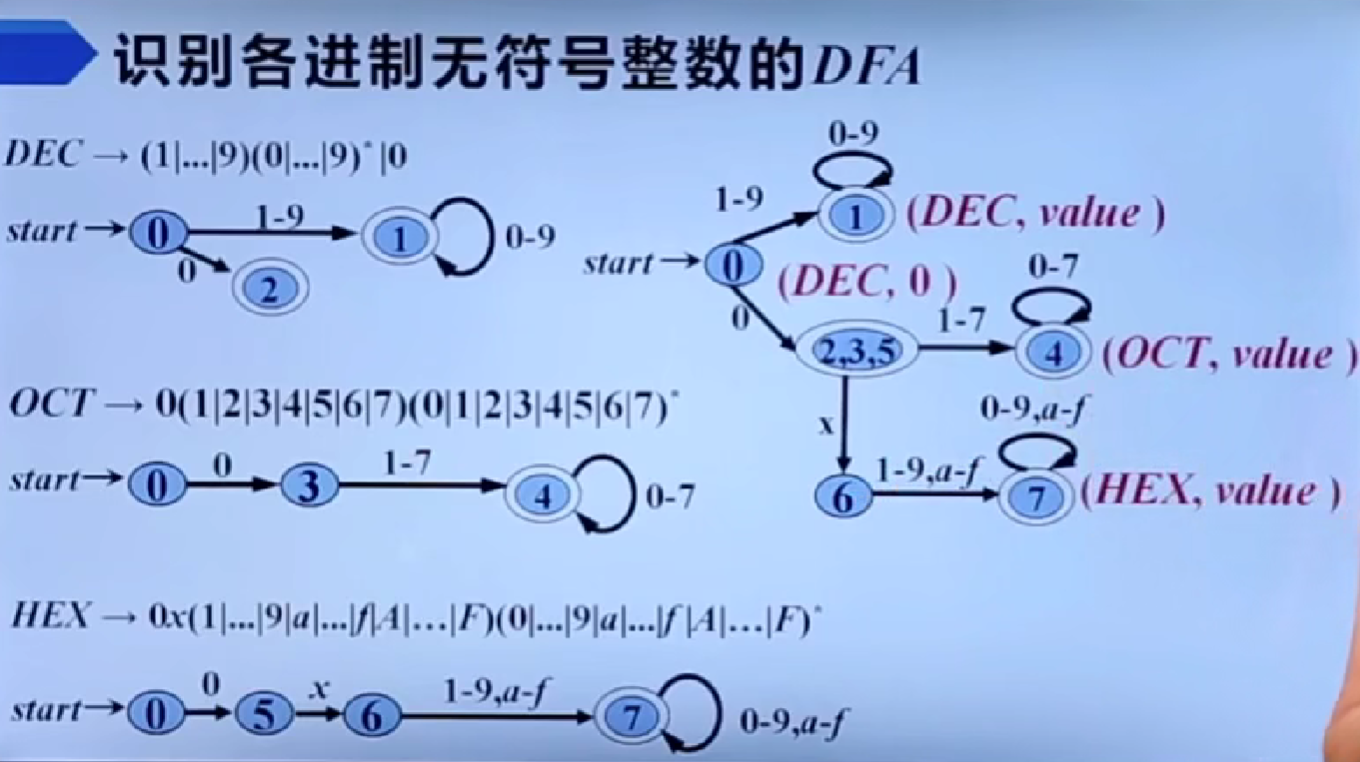 识别各进制无符号整数的DFA
DEC → (1|...|9)(0|...|9)* |0
start → 0 1-9 1 0-9
0 2
OCT → 0(1|2|3|4|5|6|7)(0|1|2|3|4|5|6|7)*
start → 0 0 3 1-7 4 0-7
HEX → 0x(1|...|9|a|...|f|A|...|F)(0|...|9|a|...|f |A|...|F)*
start → 0 0 5 x 6 1-9,a-f 7 0-9,a-f
0-9
1-9 1 (DEC, value )
start → 0 (DEC, 0 )
0-7
0 2,3,5 1-7 4 (OCT, value )
0-9,a-f
x
6 1-9,a-f 7 (HEX, value )